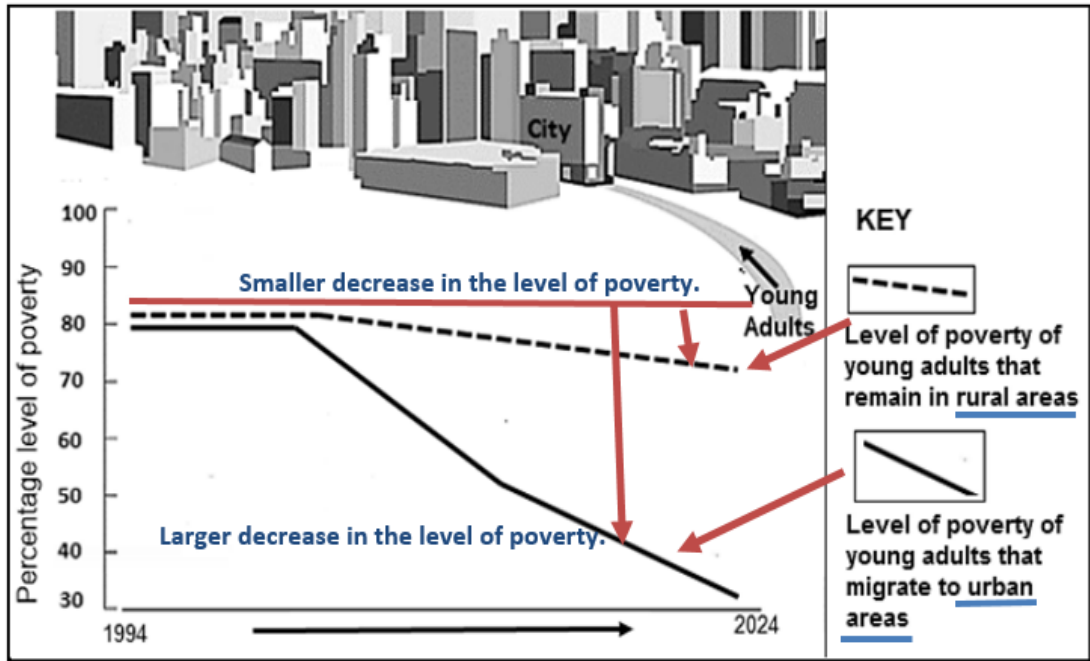 City
100
90
80
70
60
50
40
30
Percentage level of poverty
Smaller decrease in the level of poverty.
Young
Adults
Larger decrease in the level of poverty.
1994
2024
KEY
Level of poverty of
young adults that
remain in rural areas
Level of poverty of
young adults that
migrate to urban
areas